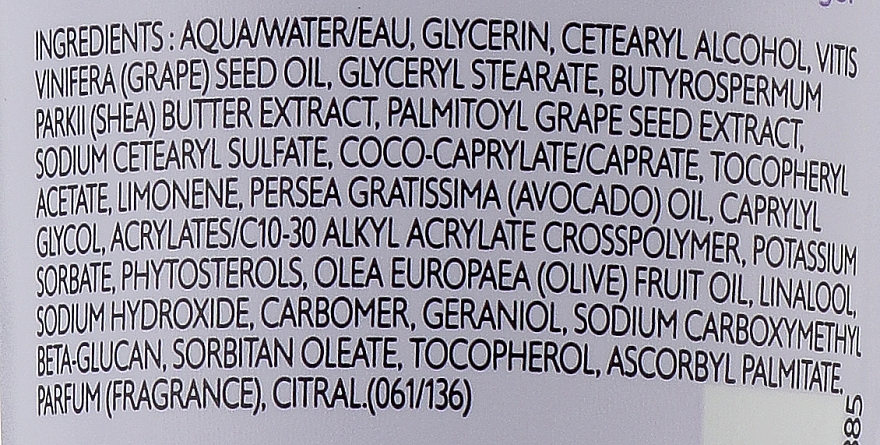 INGREDIENTS : AQUA/WATER/EAU, GLYCERIN, CETEARYL ALCOHOL, VITIS
VINIFERA (GRAPE) SEED OIL, GLYCERYL STEARATE, BUTYROSPERMUM
PARKII (SHEA) BUTTER EXTRACT, PALMITOYL GRAPE SEED EXTRACT,
SODIUM CETEARYL SULFATE, COCO-CAPRYLATE/CAPRATE, TOCOPHERYL
ACETATE, LIMONENE, PERSEA GRATISSIMA (AVOCADO) OIL, CAPRYLYL
GLYCOL, ACRYLATES/C10-30 ALKYL ACRYLATE CROSSPOLYMER, POTASSIUM
SORBATE, PHYTOSTEROLS, OLEA EUROPAEA (OLIVE) FRUIT OIL, LINALOOL,
SODIUM HYDROXIDE, CARBOMER, GERANIOL, SODIUM CARBOXYMETHYL
BETA-GLUCAN, SORBITAN OLEATE, TOCOPHEROL, ASCORBYL PALMITATE,
PARFUM (FRAGRANCE), CITRAL.(061/136)